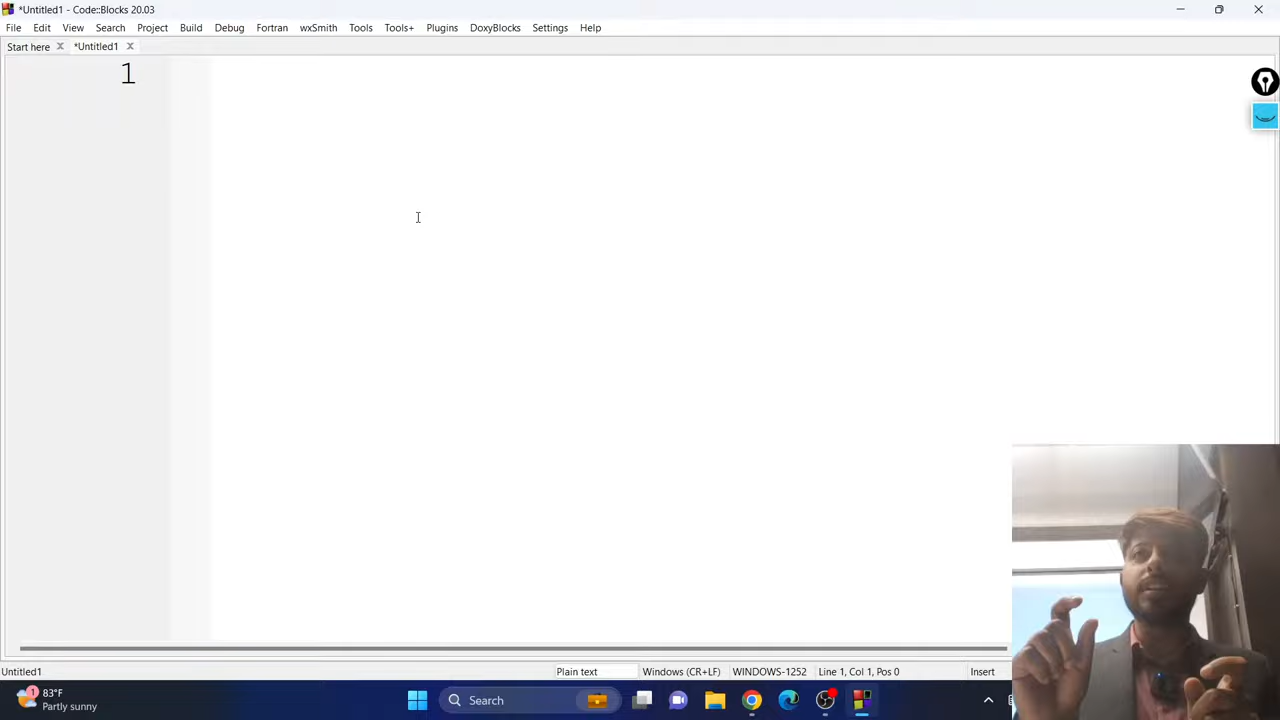 *Untitled1 - Code::Blocks 20.03
File Edit View Search Project Build Debug Fortran wxSmith Tools Tools+ Plugins DoxyBlocks Settings Help
Start here *Untitled1
1
Untitled1 Plain text Windows (CR+LF) WINDOWS-1252 Line 1, Col 1, Pos 0 Insert
1 83°F Search
Partly sunny